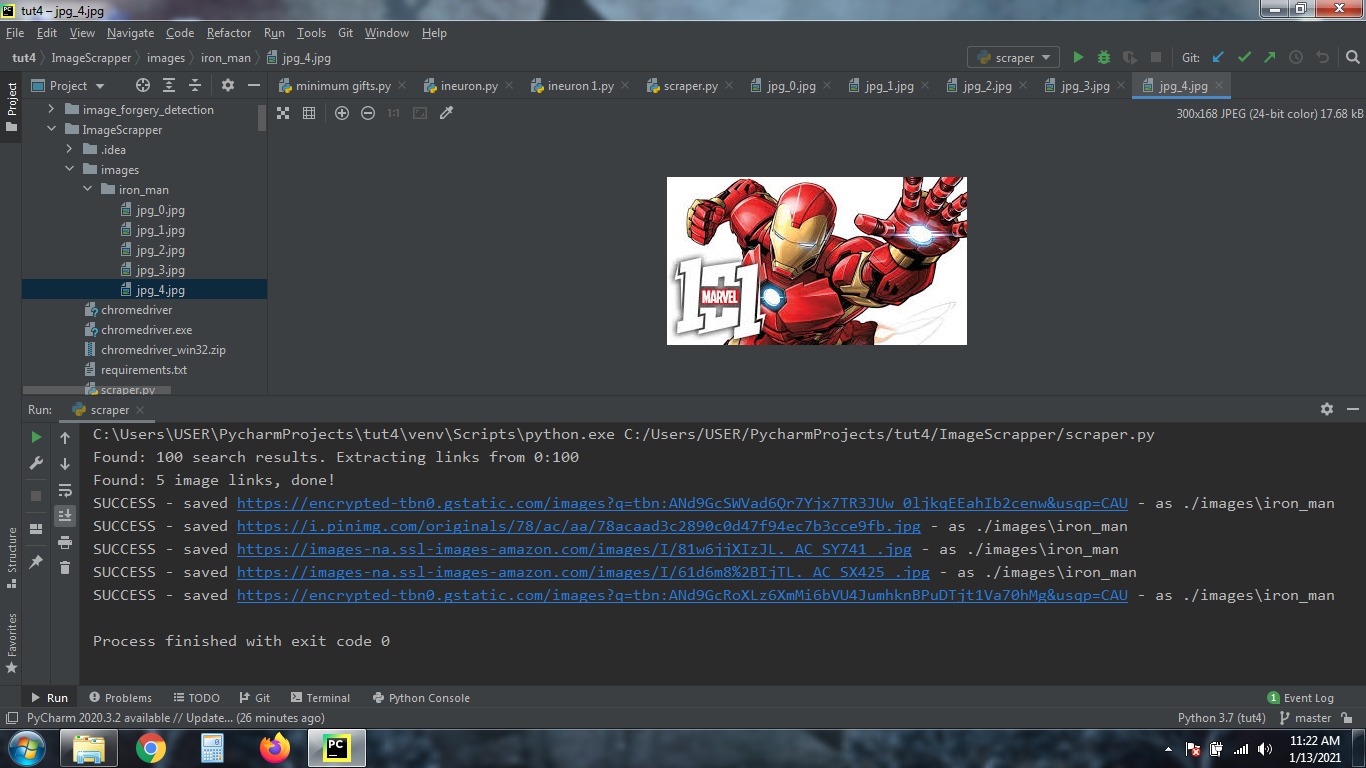 tut4 – jpg_4.jpg
File Edit View Navigate Code Refactor Run Tools Git Window Help
tut4 ImageScrapper images iron_man jpg_4.jpg scraper Git:
Project minimum gifts.py ineuron.py ineuron 1.py scraper.py jpg_0.jpg jpg_1.jpg jpg_2.jpg jpg_3.jpg jpg_4.jpg
Project
1:1 300x168 JPEG (24-bit color) 17.68 kB
image_forgery_detection
ImageScrapper
.idea
images
iron_man
jpg_0.jpg
jpg_1.jpg
jpg_2.jpg
jpg_3.jpg
jpg_4.jpg
chromedriver
chromedriver.exe
chromedriver_win32.zip
requirements.txt
scraper.py
101
MARVEL
Run: scraper
C:\Users\USER\PycharmProjects\tut4\venv\Scripts\python.exe C:/Users/USER/PycharmProjects/tut4/ImageScrapper/scraper.py
Found: 100 search results. Extracting links from 0:100
Found: 5 image links, done!
SUCCESS - saved https://encrypted-tbn0.gstatic.com/images?q=tbn:ANd9GcSWVad6Qr7Yjx7TR3JUw_0ljkqEEahIb2cenw&usqp=CAU - as ./images\iron_man
SUCCESS - saved https://i.pinimg.com/originals/78/ac/aa/78acaad3c2890c0d47f94ec7b3cce9fb.jpg - as ./images\iron_man
SUCCESS - saved https://images-na.ssl-images-amazon.com/images/I/81w6jjXIzJL._AC_SY741_.jpg - as ./images\iron_man
SUCCESS - saved https://images-na.ssl-images-amazon.com/images/I/61d6m8%2BIjTL._AC_SX425_.jpg - as ./images\iron_man
SUCCESS - saved https://encrypted-tbn0.gstatic.com/images?q=tbn:ANd9GcRoXLz6XmMi6bVU4JumhknBPuDTjt1Va70hMg&usqp=CAU - as ./images\iron_man
Process finished with exit code 0
Structure
Favorites
Run Problems TODO Git Terminal Python Console 1 Event Log
PyCharm 2020.3.2 available // Update... (26 minutes ago) Python 3.7 (tut4) master
PC
11:22 AM
1/13/2021